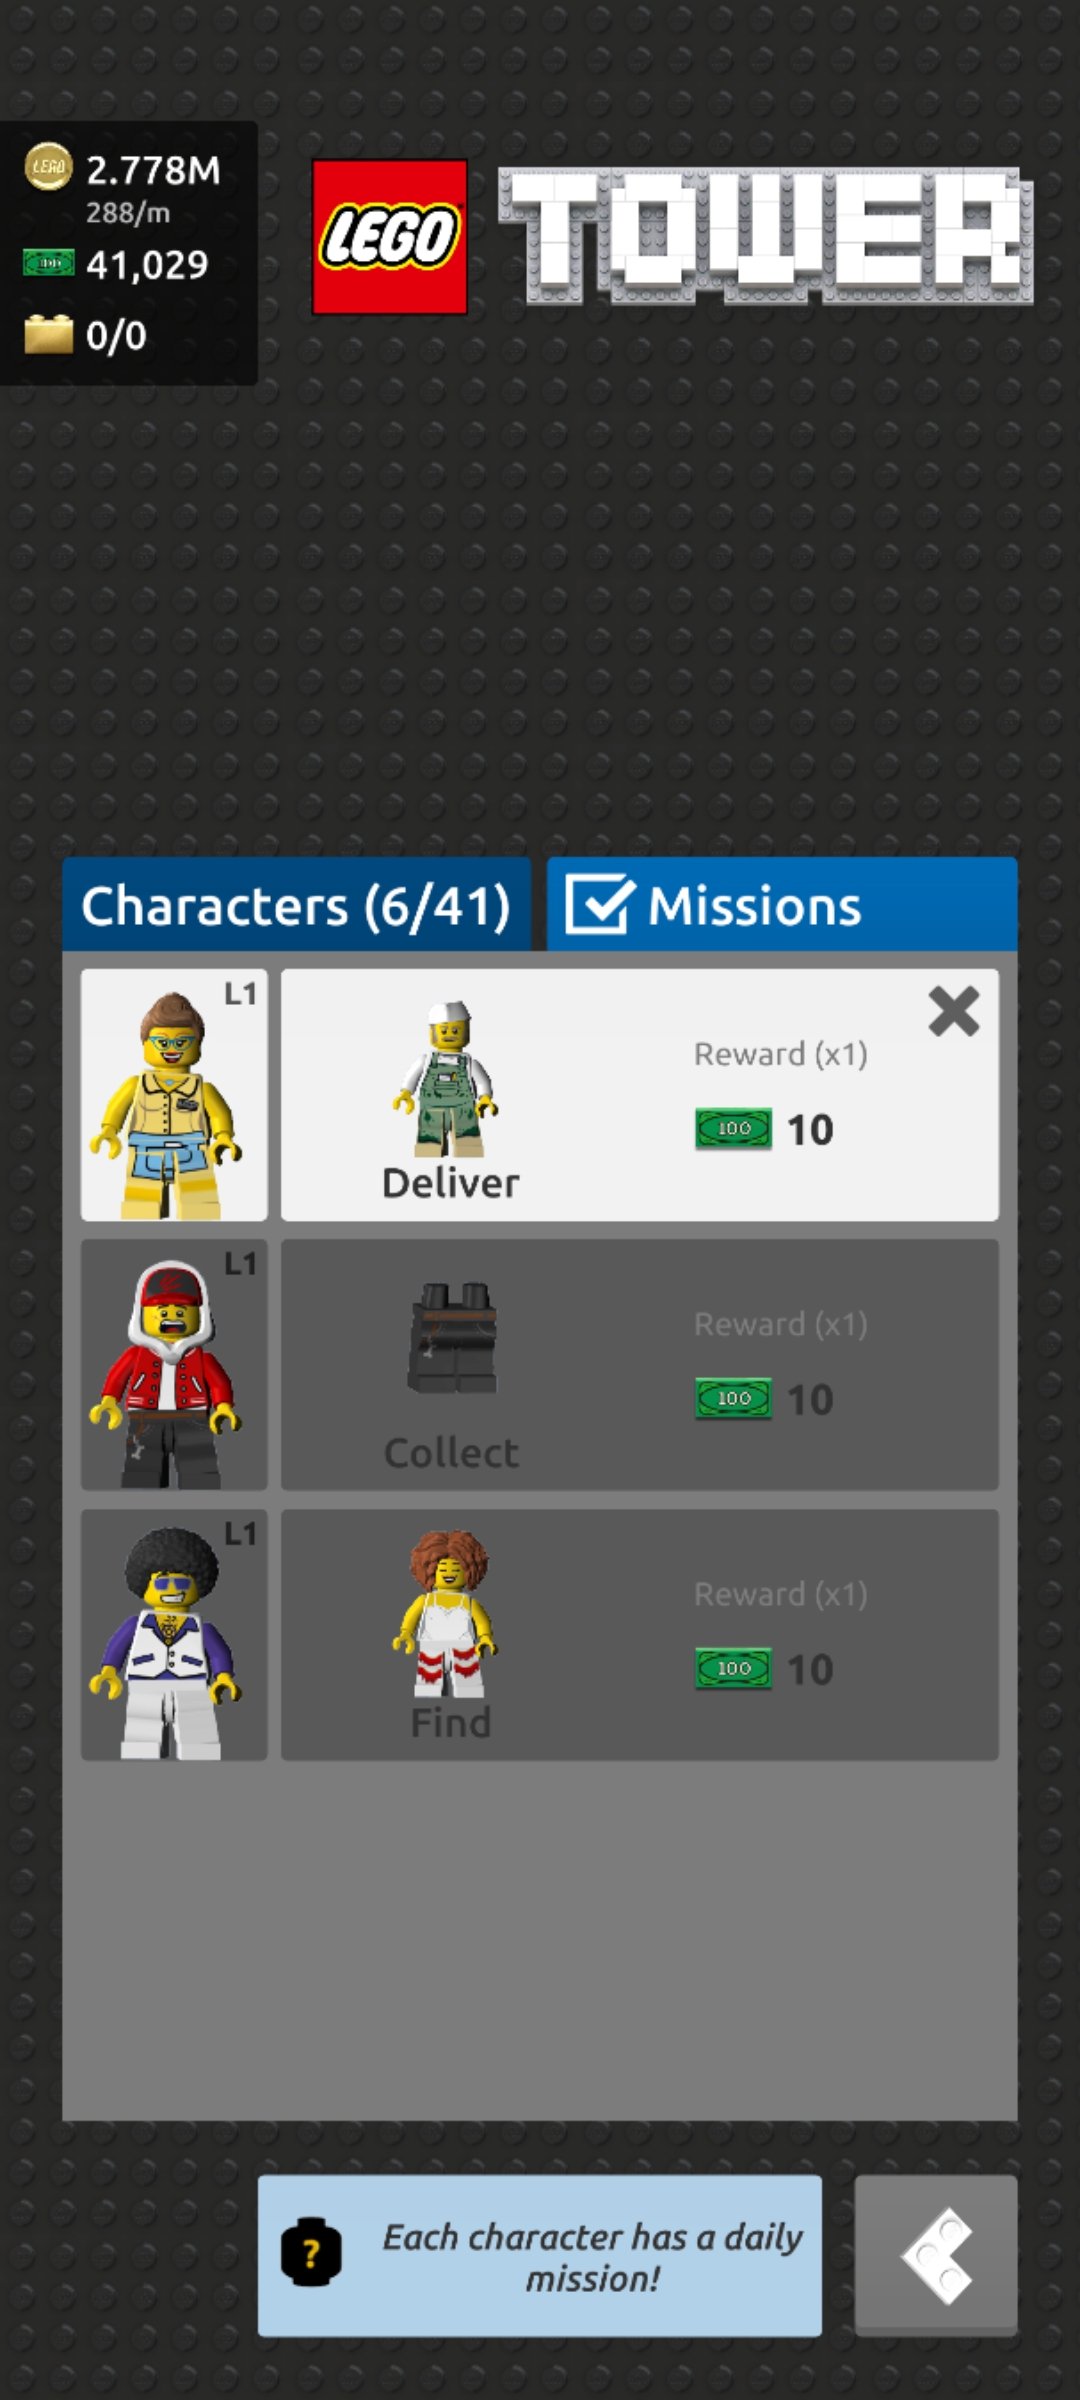 LEGO
2.778M
288/m
100
41,029
0/0
LEGO
TOWER
Characters (6/41)
Missions
L1
Deliver
Reward (x1)
100
10
L1
Collect
Reward (x1)
100
10
L1
Find
Reward (x1)
100
10
?
Each character has a daily
mission!